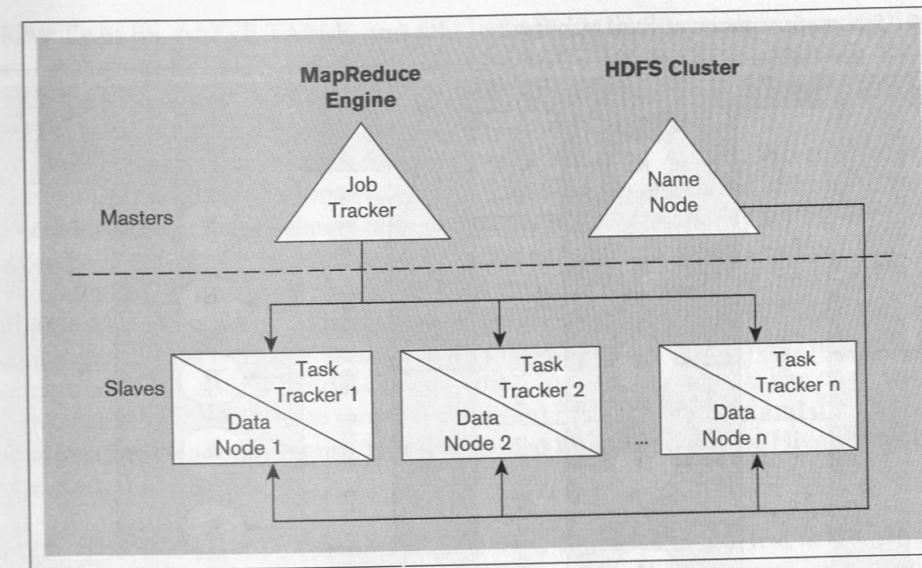 MapReduce
Engine
HDFS Cluster
Job
Tracker
Name
Node
Masters
Slaves
Task
Tracker 1
Data
Node 1
Task
Tracker 2
Data
Node 2
...
Task
Tracker n
Data
Node n